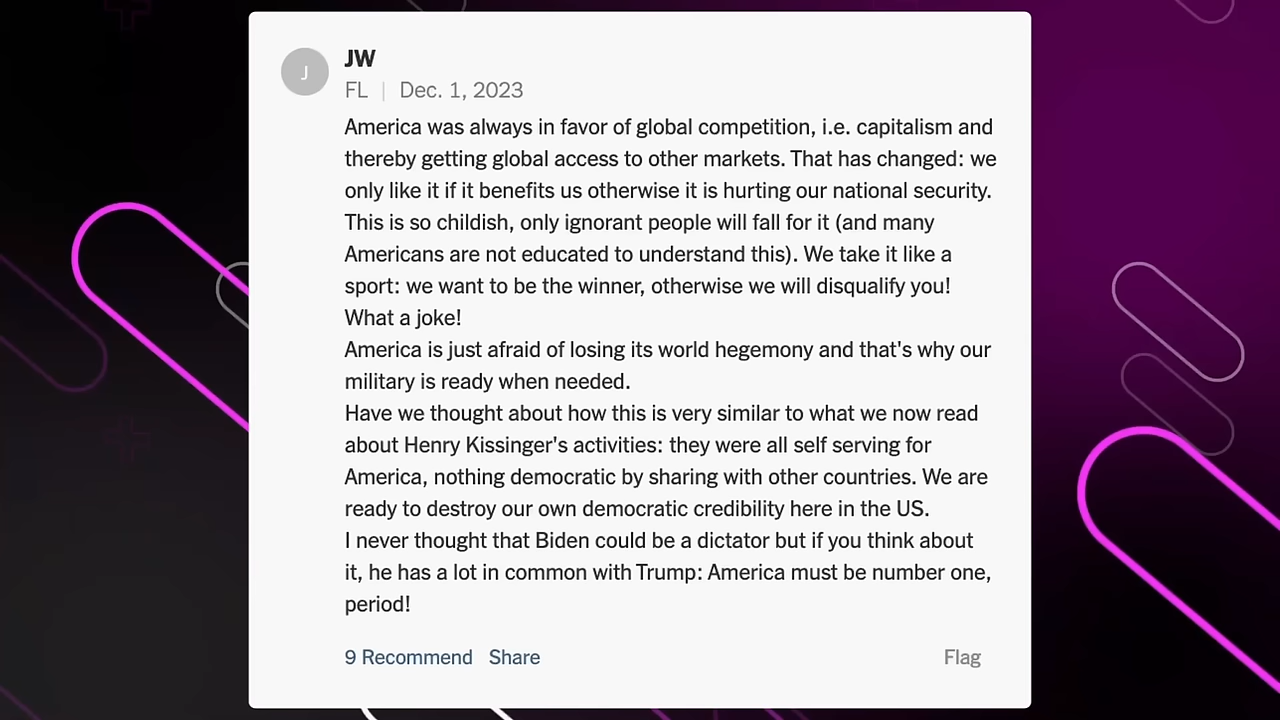 J
JW
FL | Dec. 1, 2023
America was always in favor of global competition, i.e. capitalism and
thereby getting global access to other markets. That has changed: we
only like it if it benefits us otherwise it is hurting our national security.
This is so childish, only ignorant people will fall for it (and many
Americans are not educated to understand this). We take it like a
sport: we want to be the winner, otherwise we will disqualify you!
What a joke!
America is just afraid of losing its world hegemony and that's why our
military is ready when needed.
Have we thought about how this is very similar to what we now read
about Henry Kissinger's activities: they were all self serving for
America, nothing democratic by sharing with other countries. We are
ready to destroy our own democratic credibility here in the US.
I never thought that Biden could be a dictator but if you think about
it, he has a lot in common with Trump: America must be number one,
period!
9 Recommend Share Flag